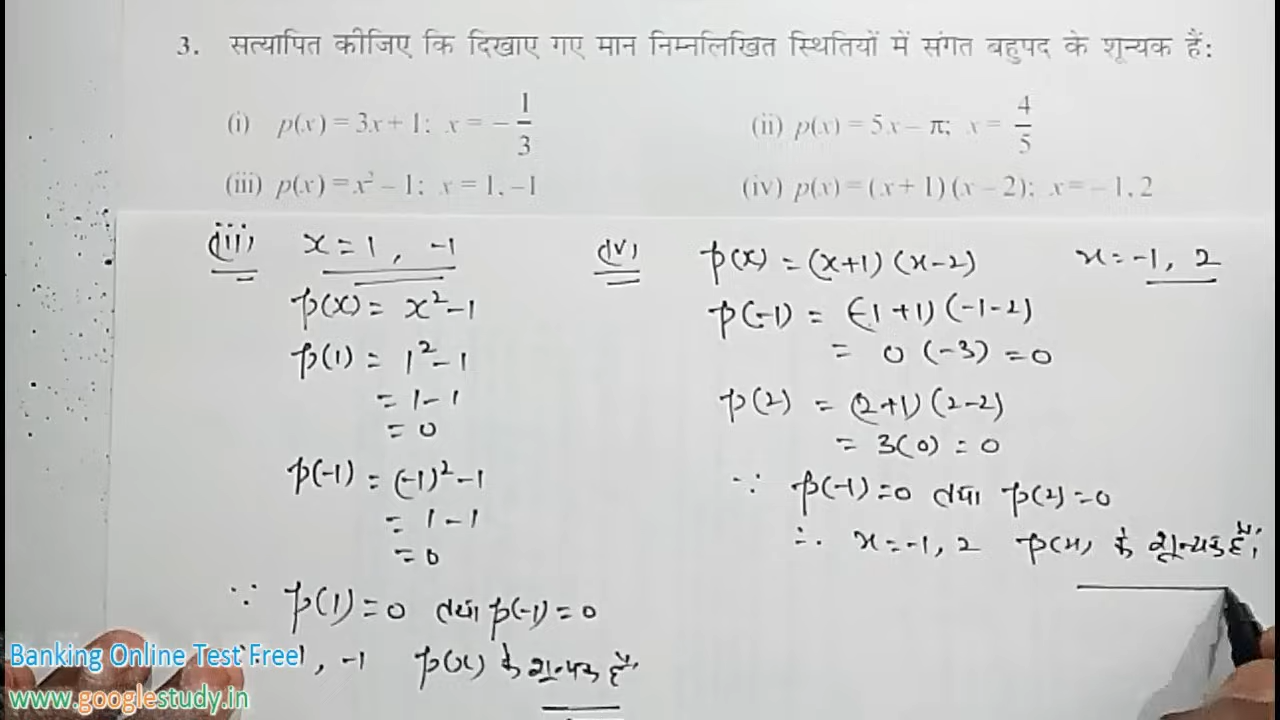 3. सत्यापित कीजिए कि दिखाए गए मान निम्नलिखित स्थितियों में संगत बहुपद के शून्यक हैं:
(i) p(x) = 3x + 1; x = -1/3
(ii) p(x) = 5x – π; x = 4/5
(iii) p(x) = x² – 1; x = 1, –1
(iv) p(x) = (x + 1) (x – 2); x = – 1, 2
(iii) x = 1, -1
p(x) = x² - 1
p(1) = 1² - 1
= 1 - 1
= 0
p(-1) = (-1)² - 1
= 1 - 1
= 0
∵ p(1) = 0 तथा p(-1) = 0
, -1 p(x) के शून्यक हैं
(iv) p(x) = (x+1) (x-2) x = -1, 2
p(-1) = (-1+1) (-1-2)
= 0 (-3) = 0
p(2) = (2+1) (2-2)
= 3(0) = 0
∵ p(-1) = 0 तथा p(2) = 0
∴ x = -1, 2 p(x) के शून्यक हैं।
Banking Online Test Free
www.googlestudy.in